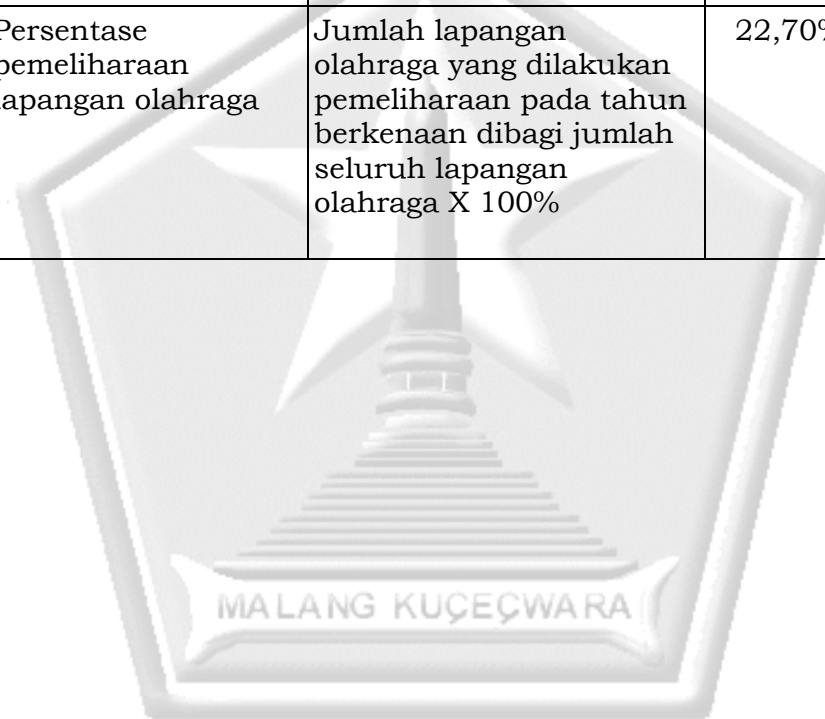 Persentase
pemeliharaan
lapangan olahraga
Jumlah lapangan
olahraga yang dilakukan
pemeliharaan pada tahun
berkenaan dibagi jumlah
seluruh lapangan
olahraga X 100%
22,70%
MALANG KUÇEÇWARA